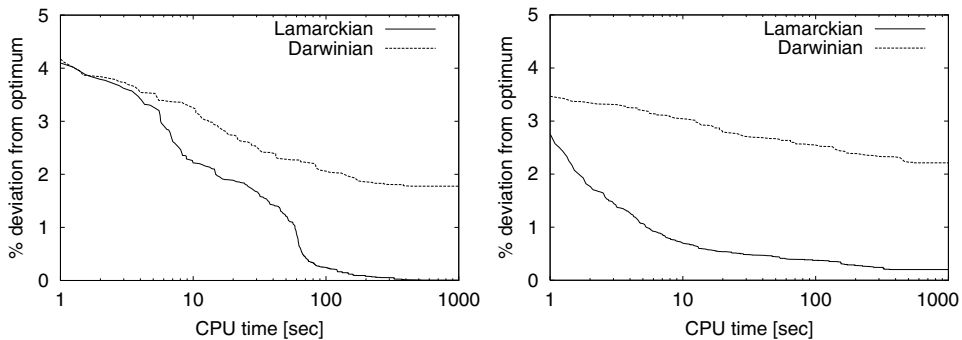 5
4
3
2
1
0
% deviation from optimum
Lamarckian
Darwinian
1 10 100 1000
CPU time [sec]
5
4
3
2
1
0
% deviation from optimum
Lamarckian
Darwinian
1 10 100 1000
CPU time [sec]